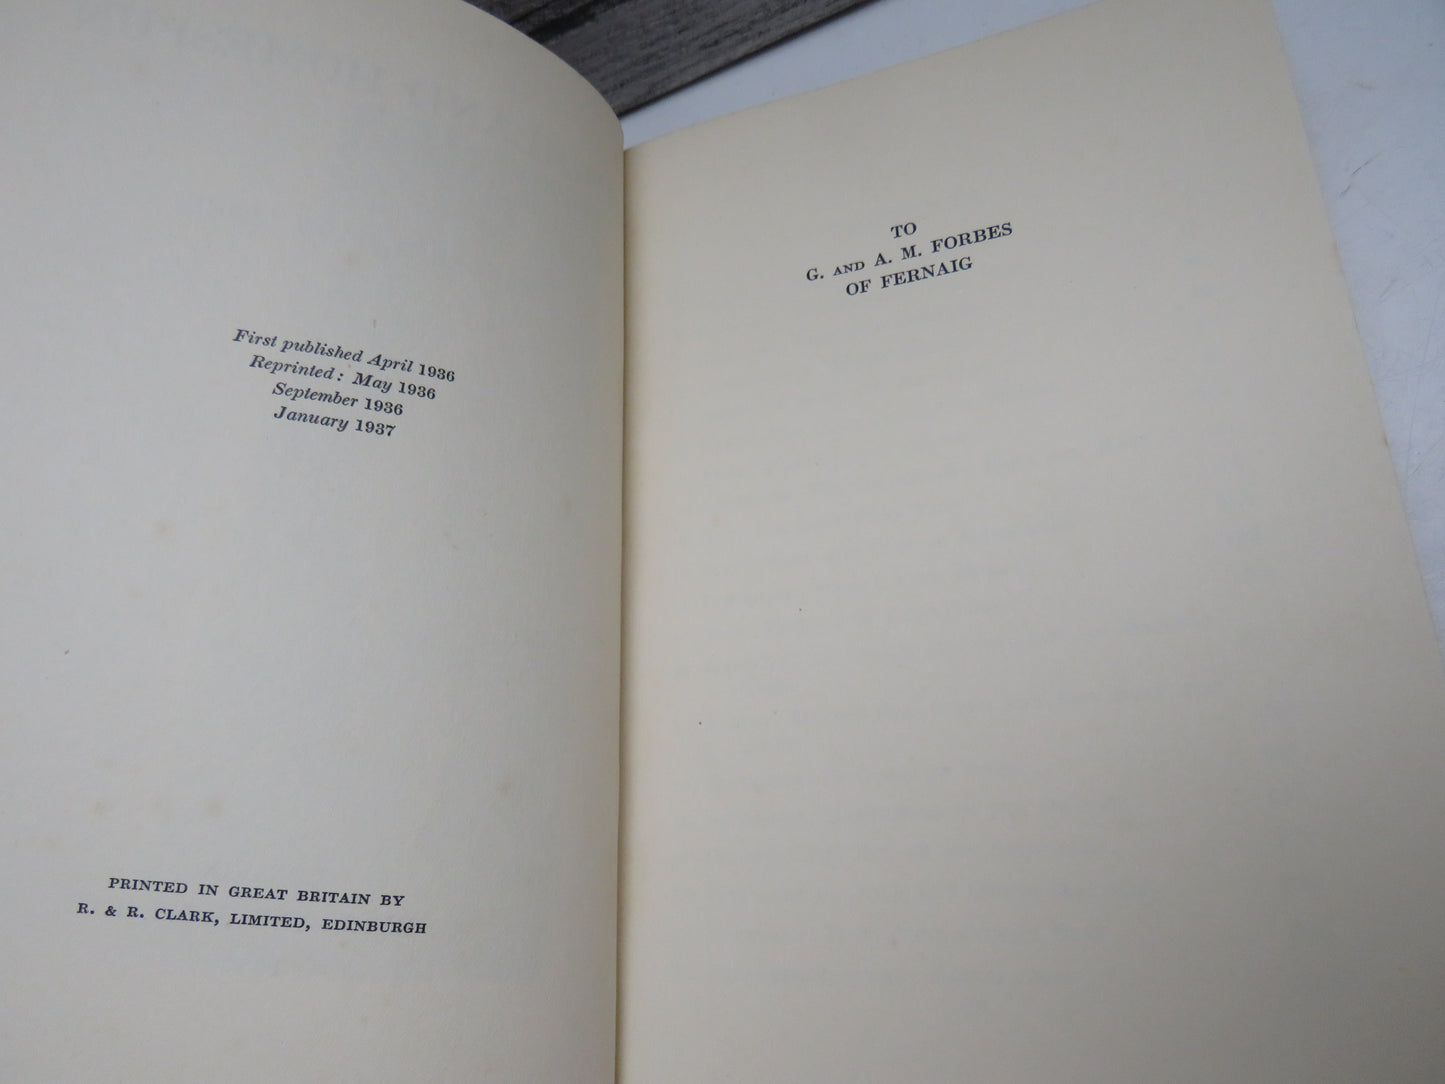 First published April 1936
Reprinted: May 1936
September 1936
January 1937
PRINTED IN GREAT BRITAIN BY
R. & R. CLARK, LIMITED, EDINBURGH
TO
G. AND A. M. FORBES
OF FERNAIG